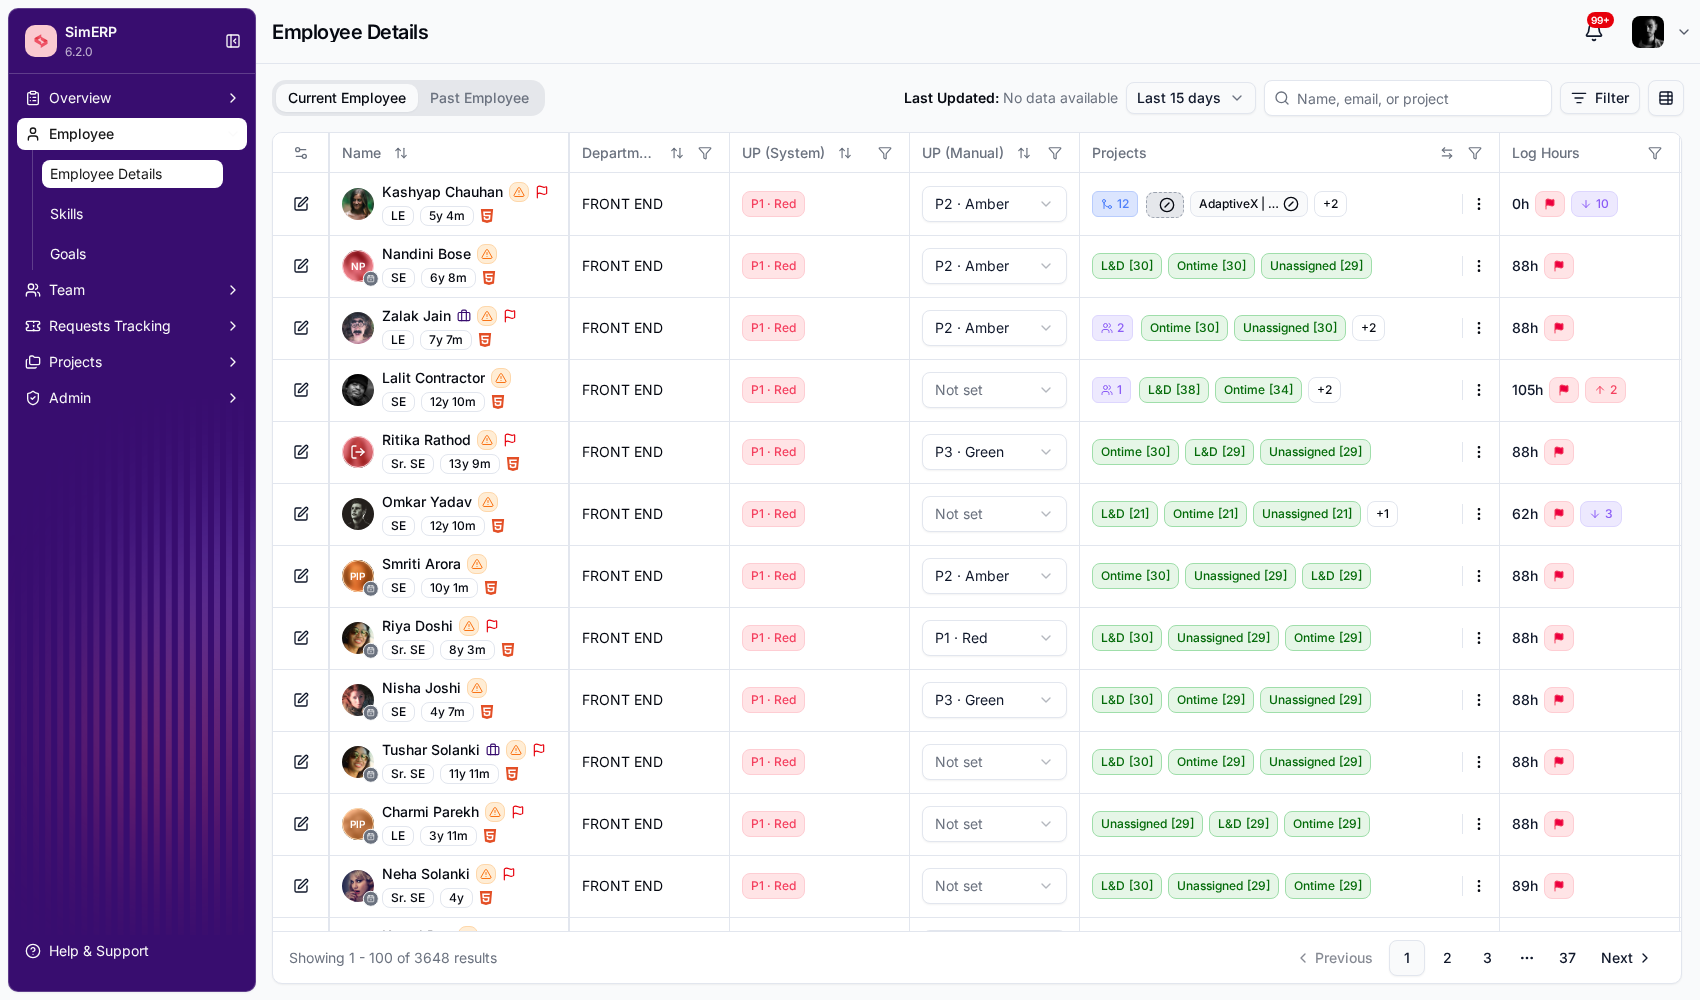 SimERP
6.2.0
Overview
Employee
Employee Details
Skills
Goals
Team
Requests Tracking
Projects
Admin
Help & Support
Employee Details
99+
Current Employee Past Employee
Last Updated: No data available Last 15 days Name, email, or project Filter
Name Departm... UP (System) UP (Manual) Projects Log Hours
Kashyap Chauhan
LE 5y 4m
FRONT END P1 · Red P2 · Amber 12 AdaptiveX | ... +2 0h 10
Nandini Bose
NP SE 6y 8m
FRONT END P1 · Red P2 · Amber L&D [30] Ontime [30] Unassigned [29] 88h
Zalak Jain
LE 7y 7m
FRONT END P1 · Red P2 · Amber 2 Ontime [30] Unassigned [30] +2 88h
Lalit Contractor
SE 12y 10m
FRONT END P1 · Red Not set 1 L&D [38] Ontime [34] +2 105h 2
Ritika Rathod
Sr. SE 13y 9m
FRONT END P1 · Red P3 · Green Ontime [30] L&D [29] Unassigned [29] 88h
Omkar Yadav
SE 12y 10m
FRONT END P1 · Red Not set L&D [21] Ontime [21] Unassigned [21] +1 62h 3
Smriti Arora
PIP SE 10y 1m
FRONT END P1 · Red P2 · Amber Ontime [30] Unassigned [29] L&D [29] 88h
Riya Doshi
Sr. SE 8y 3m
FRONT END P1 · Red P1 · Red L&D [30] Unassigned [29] Ontime [29] 88h
Nisha Joshi
SE 4y 7m
FRONT END P1 · Red P3 · Green L&D [30] Ontime [29] Unassigned [29] 88h
Tushar Solanki
Sr. SE 11y 11m
FRONT END P1 · Red Not set L&D [30] Ontime [29] Unassigned [29] 88h
Charmi Parekh
PIP LE 3y 11m
FRONT END P1 · Red Not set Unassigned [29] L&D [29] Ontime [29] 88h
Neha Solanki
Sr. SE 4y
FRONT END P1 · Red Not set L&D [30] Unassigned [29] Ontime [29] 89h
Showing 1 - 100 of 3648 results
Previous 1 2 3 ··· 37 Next